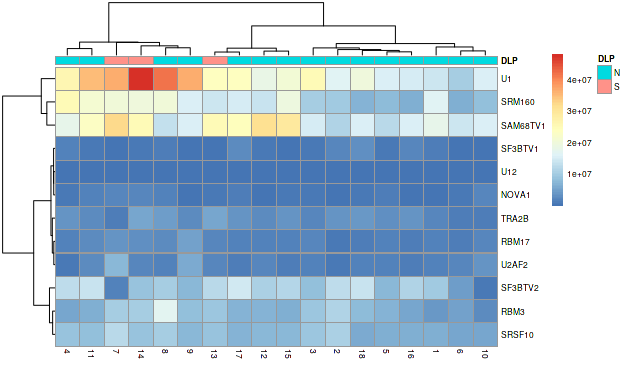 DLP
U1
SRM160
SAM68TV1
SF3BTV1
U12
NOVA1
TRA2B
RBM17
U2AF2
SF3BTV2
RBM3
SRSF10
4 11 7 14 8 9 13 17 12 15 3 2 18 5 16 1 6 10
4e+07
3e+07
2e+07
1e+07
DLP
N
S